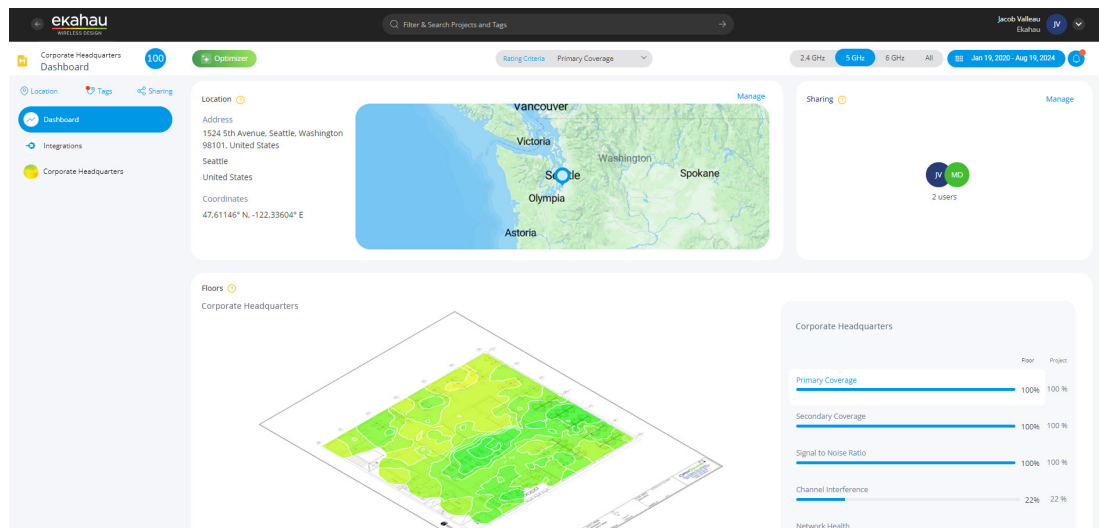 ekahau
WIRELESS DESIGN
Filter & Search Projects and Tags
Jacob Valleau
Ekahau
JV
Corporate Headquarters
Dashboard
100
Optimizer
Rating Criteria Primary Coverage
2.4 GHz 5 GHz 6 GHz All
Jan 19, 2020 - Aug 19, 2024
Location Tags Sharing
Dashboard
Integrations
Corporate Headquarters
Location
Manage
Address
1524 5th Avenue, Seattle, Washington
98101, United States
Seattle
United States
Coordinates
47,61146° N, -122,33604° E
Vancouver
Victoria
Washington
Seattle
Spokane
Olympia
Astoria
Sharing
Manage
JV MD
2 users
Floors
Corporate Headquarters
Corporate Headquarters
Floor Project
Primary Coverage
100% 100 %
Secondary Coverage
100% 100 %
Signal to Noise Ratio
100% 100 %
Channel Interference
22% 22 %
Network Health